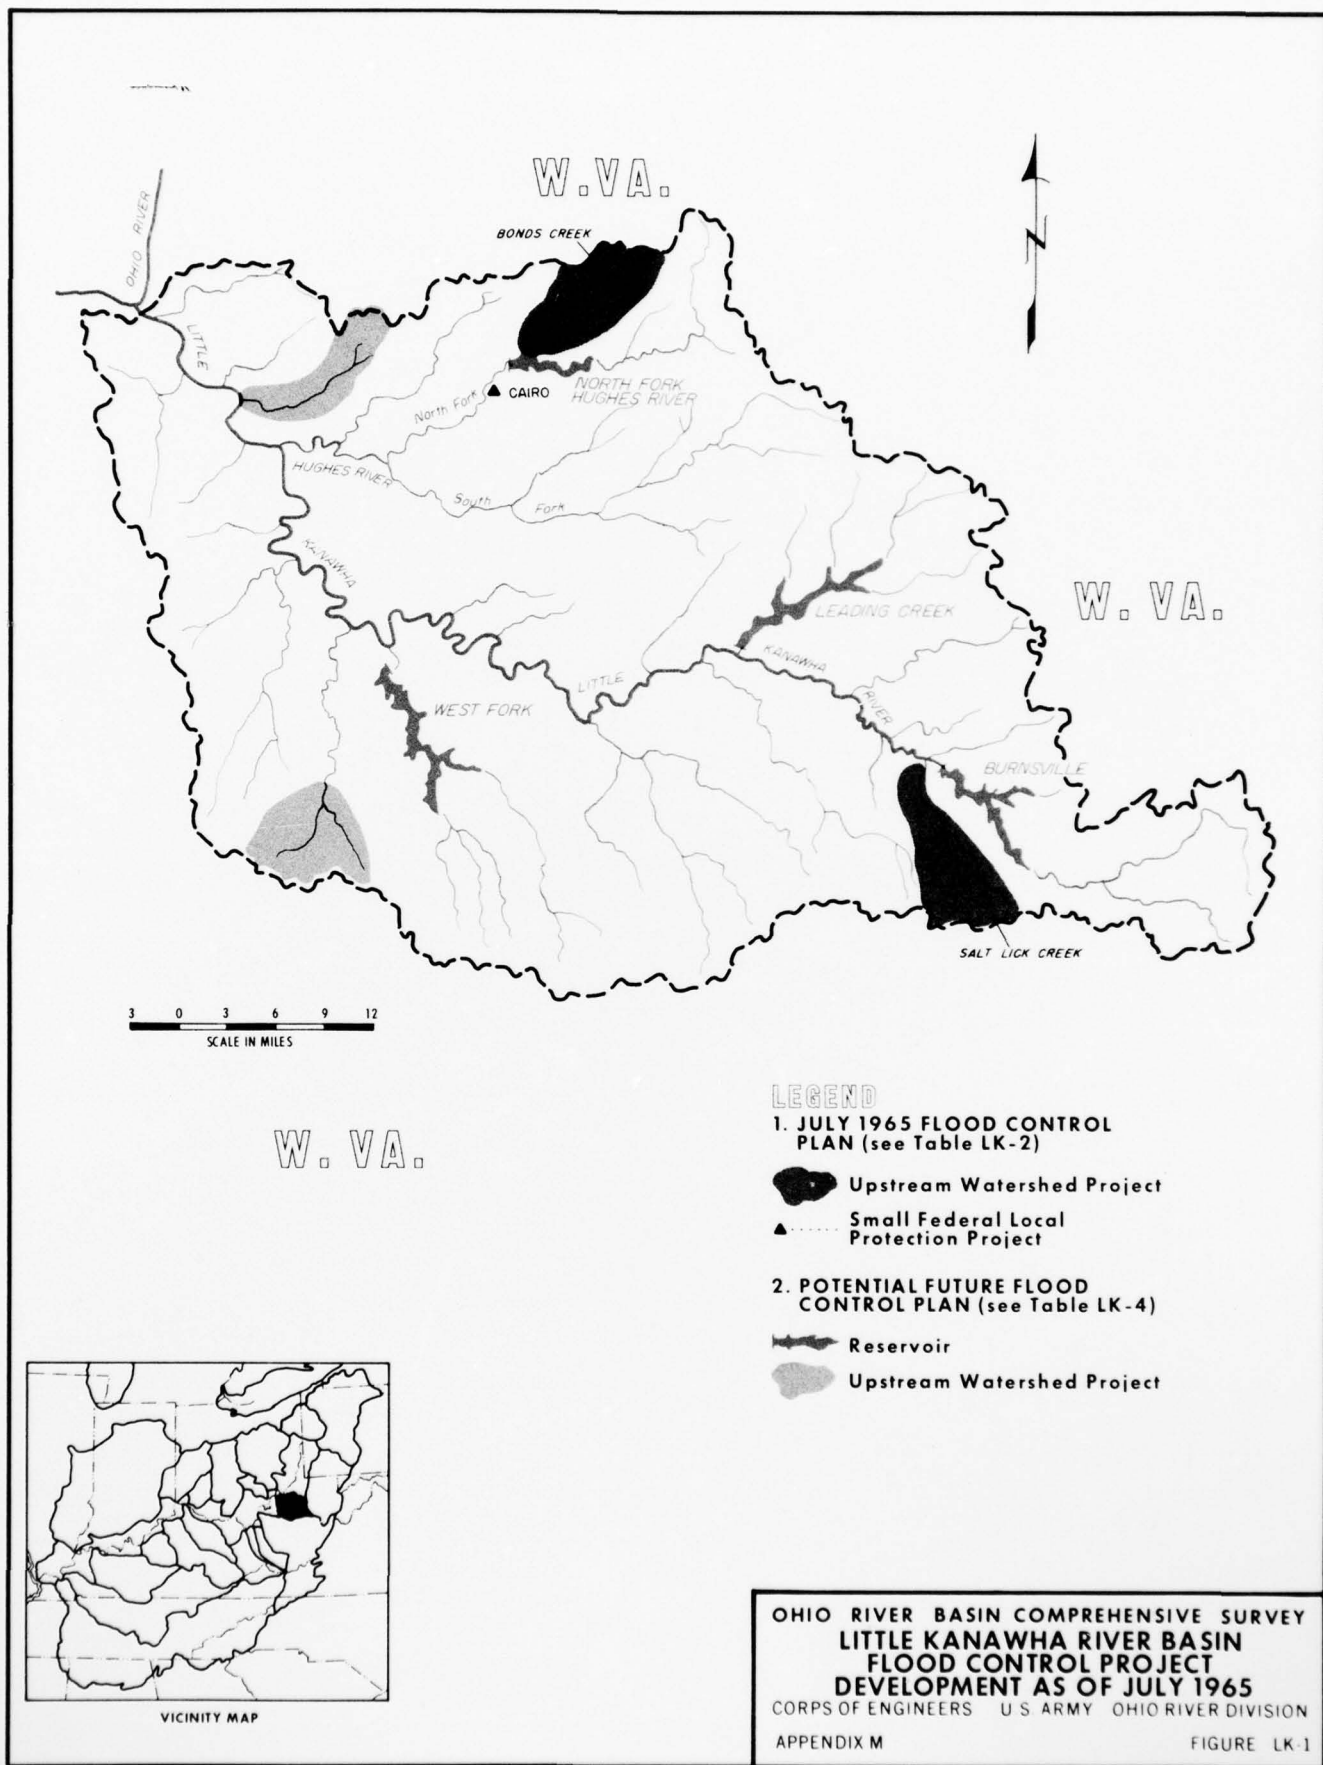 W.VA.
BONDS CREEK
OHIO RIVER
N
LITTLE
North Fork
CAIRO
NORTH FORK
HUGHES RIVER
HUGHES RIVER
South Fork
KANAWHA
LEADING CREEK
W. VA.
KANAWHA
LITTLE
RIVER
WEST FORK
BURNSVILLE
SALT LICK CREEK
3 0 3 6 9 12
SCALE IN MILES
W. VA.
LEGEND
1. JULY 1965 FLOOD CONTROL
PLAN (see Table LK-2)
Upstream Watershed Project
Small Federal Local
Protection Project
2. POTENTIAL FUTURE FLOOD
CONTROL PLAN (see Table LK-4)
Reservoir
Upstream Watershed Project
VICINITY MAP
OHIO RIVER BASIN COMPREHENSIVE SURVEY
LITTLE KANAWHA RIVER BASIN
FLOOD CONTROL PROJECT
DEVELOPMENT AS OF JULY 1965
CORPS OF ENGINEERS U S ARMY OHIO RIVER DIVISION
APPENDIX M FIGURE LK-1